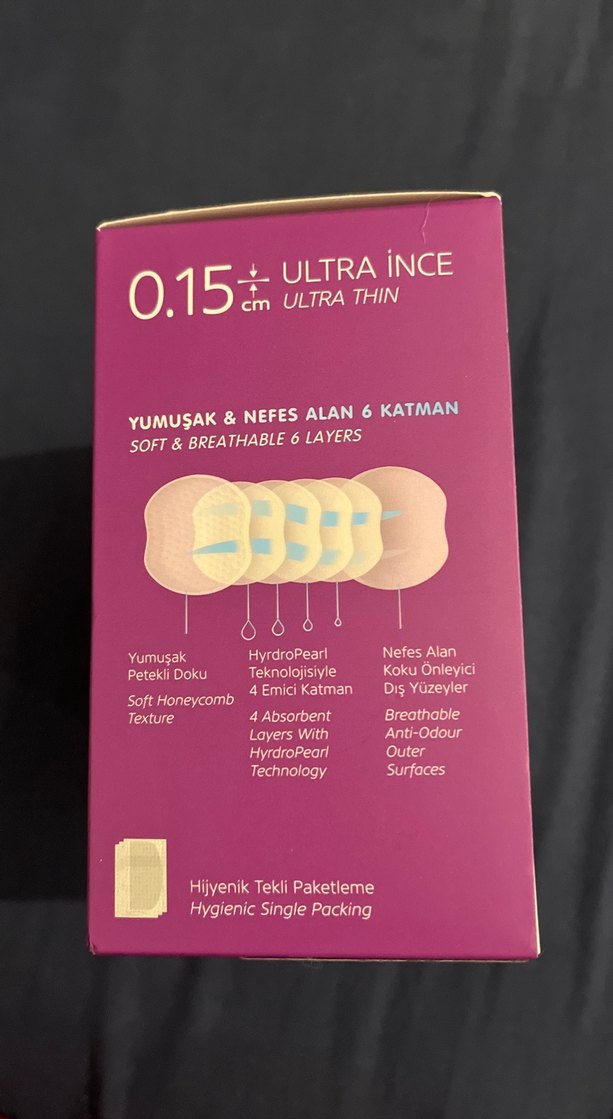 0.15 cm ULTRA İNCE
ULTRA THIN
YUMUŞAK & NEFES ALAN 6 KATMAN
SOFT & BREATHABLE 6 LAYERS
Yumuşak
Petekli Doku
Soft Honeycomb
Texture
HyrdroPearl
Teknolojisiyle
4 Emici Katman
4 Absorbent
Layers With
HyrdroPearl
Technology
Nefes Alan
Koku Önleyici
Dış Yüzeyler
Breathable
Anti-Odour
Outer
Surfaces
Hijyenik Tekli Paketleme
Hygienic Single Packing